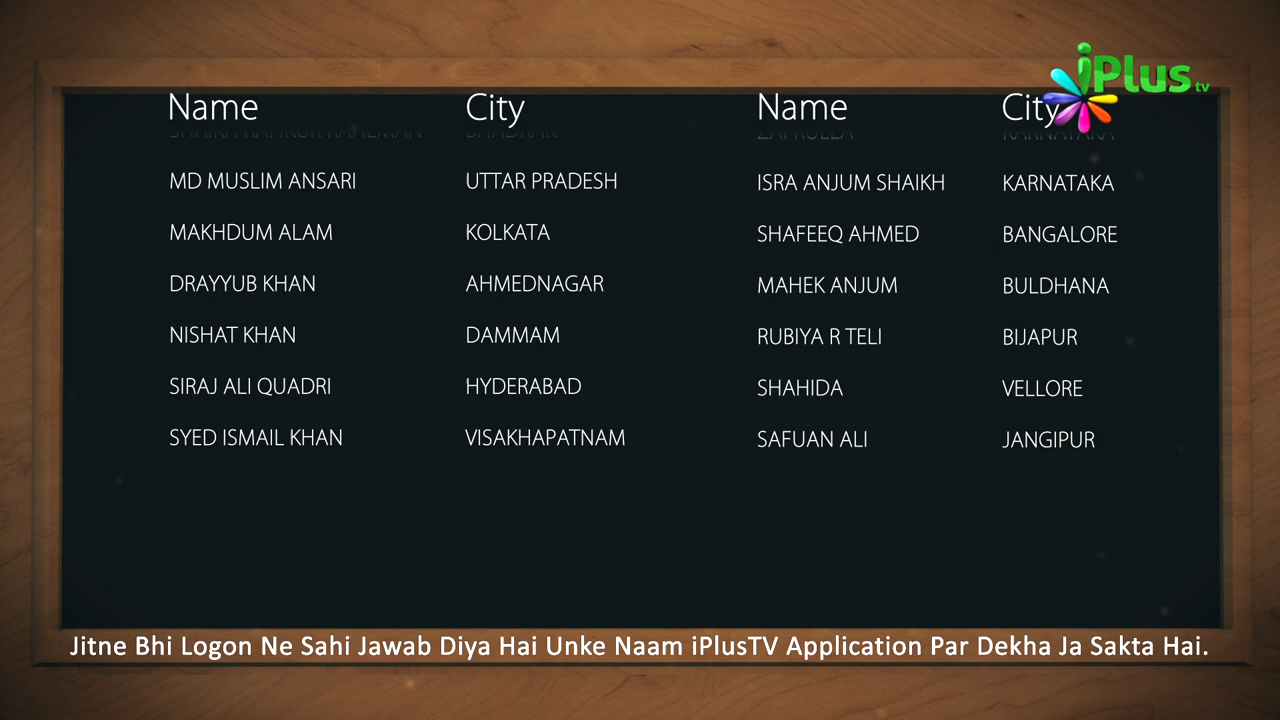 iPlus tv
Name City Name City
MD MUSLIM ANSARI UTTAR PRADESH ISRA ANJUM SHAIKH KARNATAKA
MAKHDUM ALAM KOLKATA SHAFEEQ AHMED BANGALORE
DRAYYUB KHAN AHMEDNAGAR MAHEK ANJUM BULDHANA
NISHAT KHAN DAMMAM RUBIYA R TELI BIJAPUR
SIRAJ ALI QUADRI HYDERABAD SHAHIDA VELLORE
SYED ISMAIL KHAN VISAKHAPATNAM SAFUAN ALI JANGIPUR
Jitne Bhi Logon Ne Sahi Jawab Diya Hai Unke Naam iPlusTV Application Par Dekha Ja Sakta Hai.